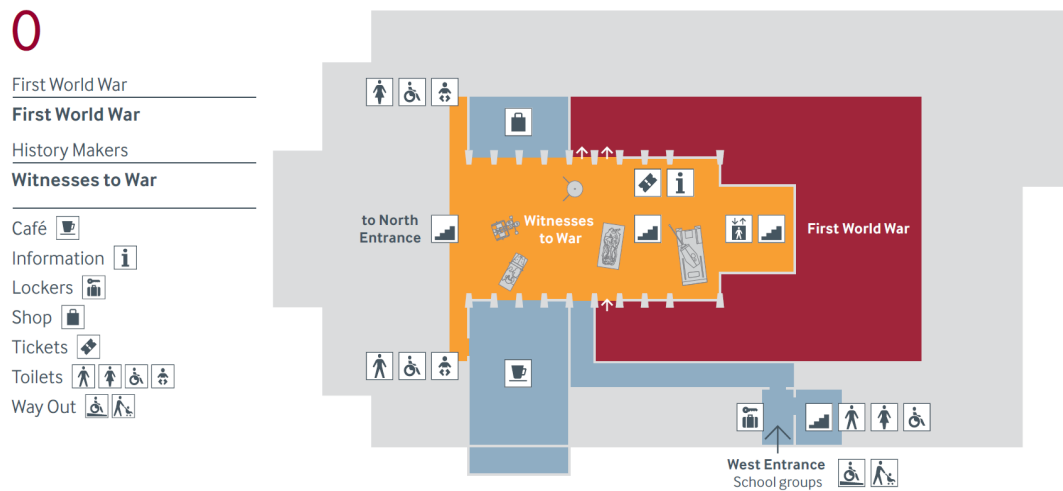 0
First World War
First World War
History Makers
Witnesses to War
Café
Information
Lockers
Shop
Tickets
Toilets
Way Out
to North
Entrance
Witnesses
to War
First World War
West Entrance
School groups